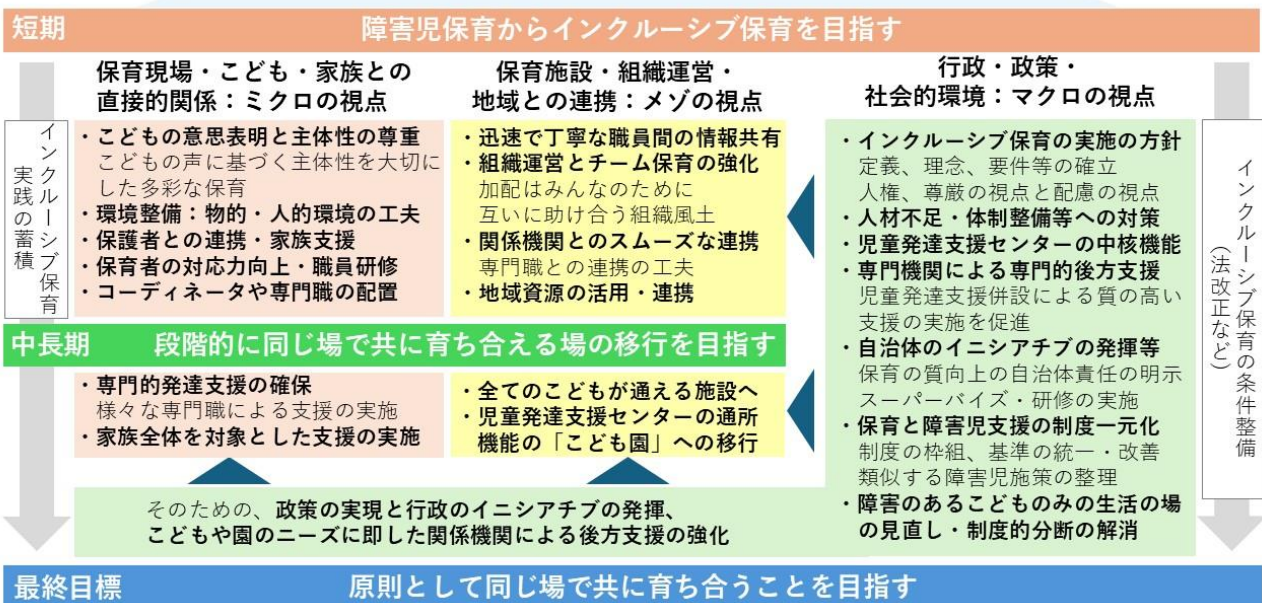 短期 障害児保育からインクルーシブ保育を目指す
インクルーシブ保育
実践の蓄積
保育現場・こども・家族との
直接的関係：ミクロの視点
・こどもの意思表明と主体性の尊重
こどもの声に基づく主体性を大切に
した多彩な保育
・環境整備：物的・人的環境の工夫
・保護者との連携・家族支援
・保育者の対応力向上・職員研修
・コーディネータや専門職の配置
保育施設・組織運営・
地域との連携：メゾの視点
・迅速で丁寧な職員間の情報共有
・組織運営とチーム保育の強化
加配はみんなのために
互いに助け合う組織風土
・関係機関とのスムーズな連携
専門職との連携の工夫
・地域資源の活用・連携
行政・政策・
社会的環境：マクロの視点
・インクルーシブ保育の実施の方針
定義、理念、要件等の確立
人権、尊厳の視点と配慮の視点
・人材不足・体制整備等への対策
・児童発達支援センターの中核機能
・専門機関による専門的後方支援
児童発達支援併設による質の高い
支援の実施を促進
・自治体のイニシアチブの発揮等
保育の質向上の自治体責任の明示
スーパーバイズ・研修の実施
・保育と障害児支援の制度一元化
制度の枠組、基準の統一・改善
類似する障害児施策の整理
・障害のあるこどものみの生活の場
の見直し・制度的分断の解消
インクルーシブ保育の条件整備
（法改正など）
中長期 段階的に同じ場で共に育ち合える場の移行を目指す
・専門的発達支援の確保
様々な専門職による支援の実施
・家族全体を対象とした支援の実施
・全てのこどもが通える施設へ
・児童発達支援センターの通所
機能の「こども園」への移行
そのための、政策の実現と行政のイニシアチブの発揮、
こどもや園のニーズに即した関係機関による後方支援の強化
最終目標 原則として同じ場で共に育ち合うことを目指す